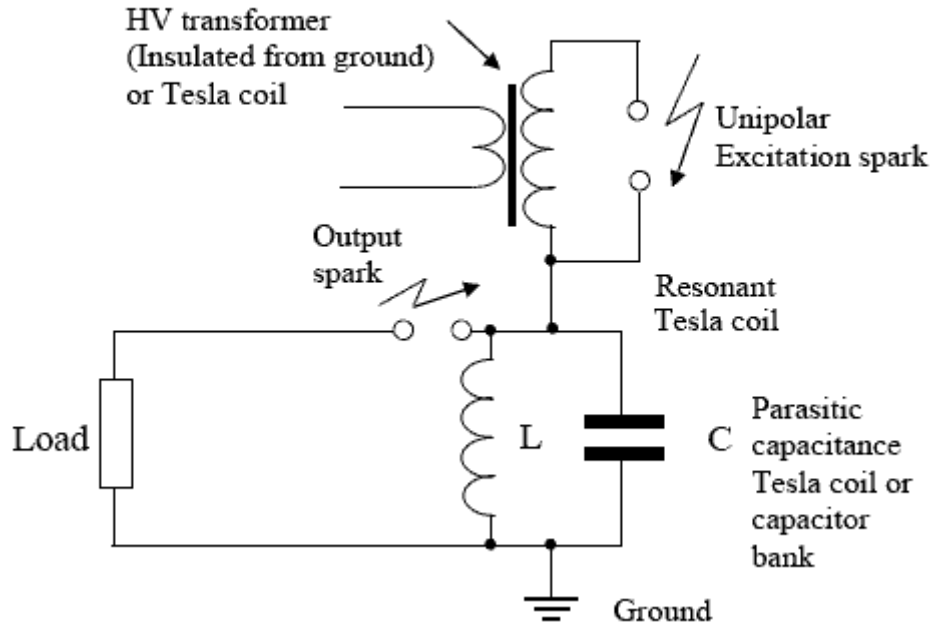 HV transformer
(Insulated from ground)
or Tesla coil
Unipolar
Excitation spark
Output
spark
Resonant
Tesla coil
Load
L
C
Parasitic
capacitance
Tesla coil or
capacitor
bank
Ground